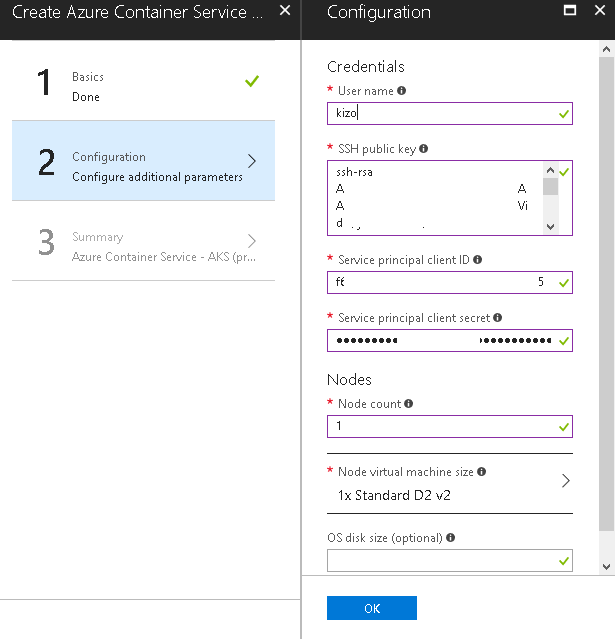 Create Azure Container Service ...
1
Basics
Done
2
Configuration
Configure additional parameters
3
Summary
Azure Container Service - AKS (pr...
Configuration
Credentials
* User name
kizo
* SSH public key
ssh-rsa
A A
A Vi
* Service principal client ID
f6 5
* Service principal client secret
Nodes
* Node count
1
* Node virtual machine size
1x Standard D2 v2
OS disk size (optional)
OK